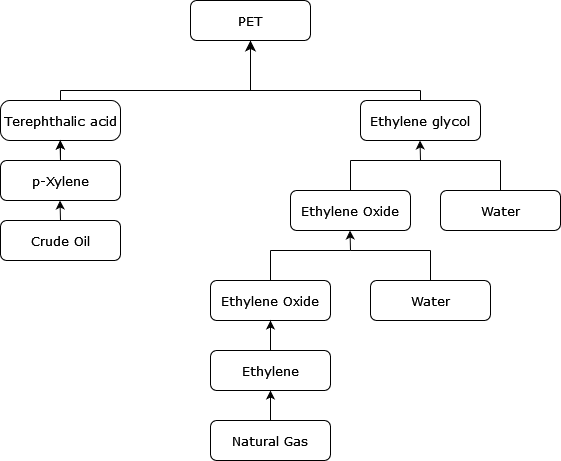 PET
Terephthalic acid
Ethylene glycol
p-Xylene
Ethylene Oxide
Water
Crude Oil
Ethylene Oxide
Water
Ethylene
Natural Gas